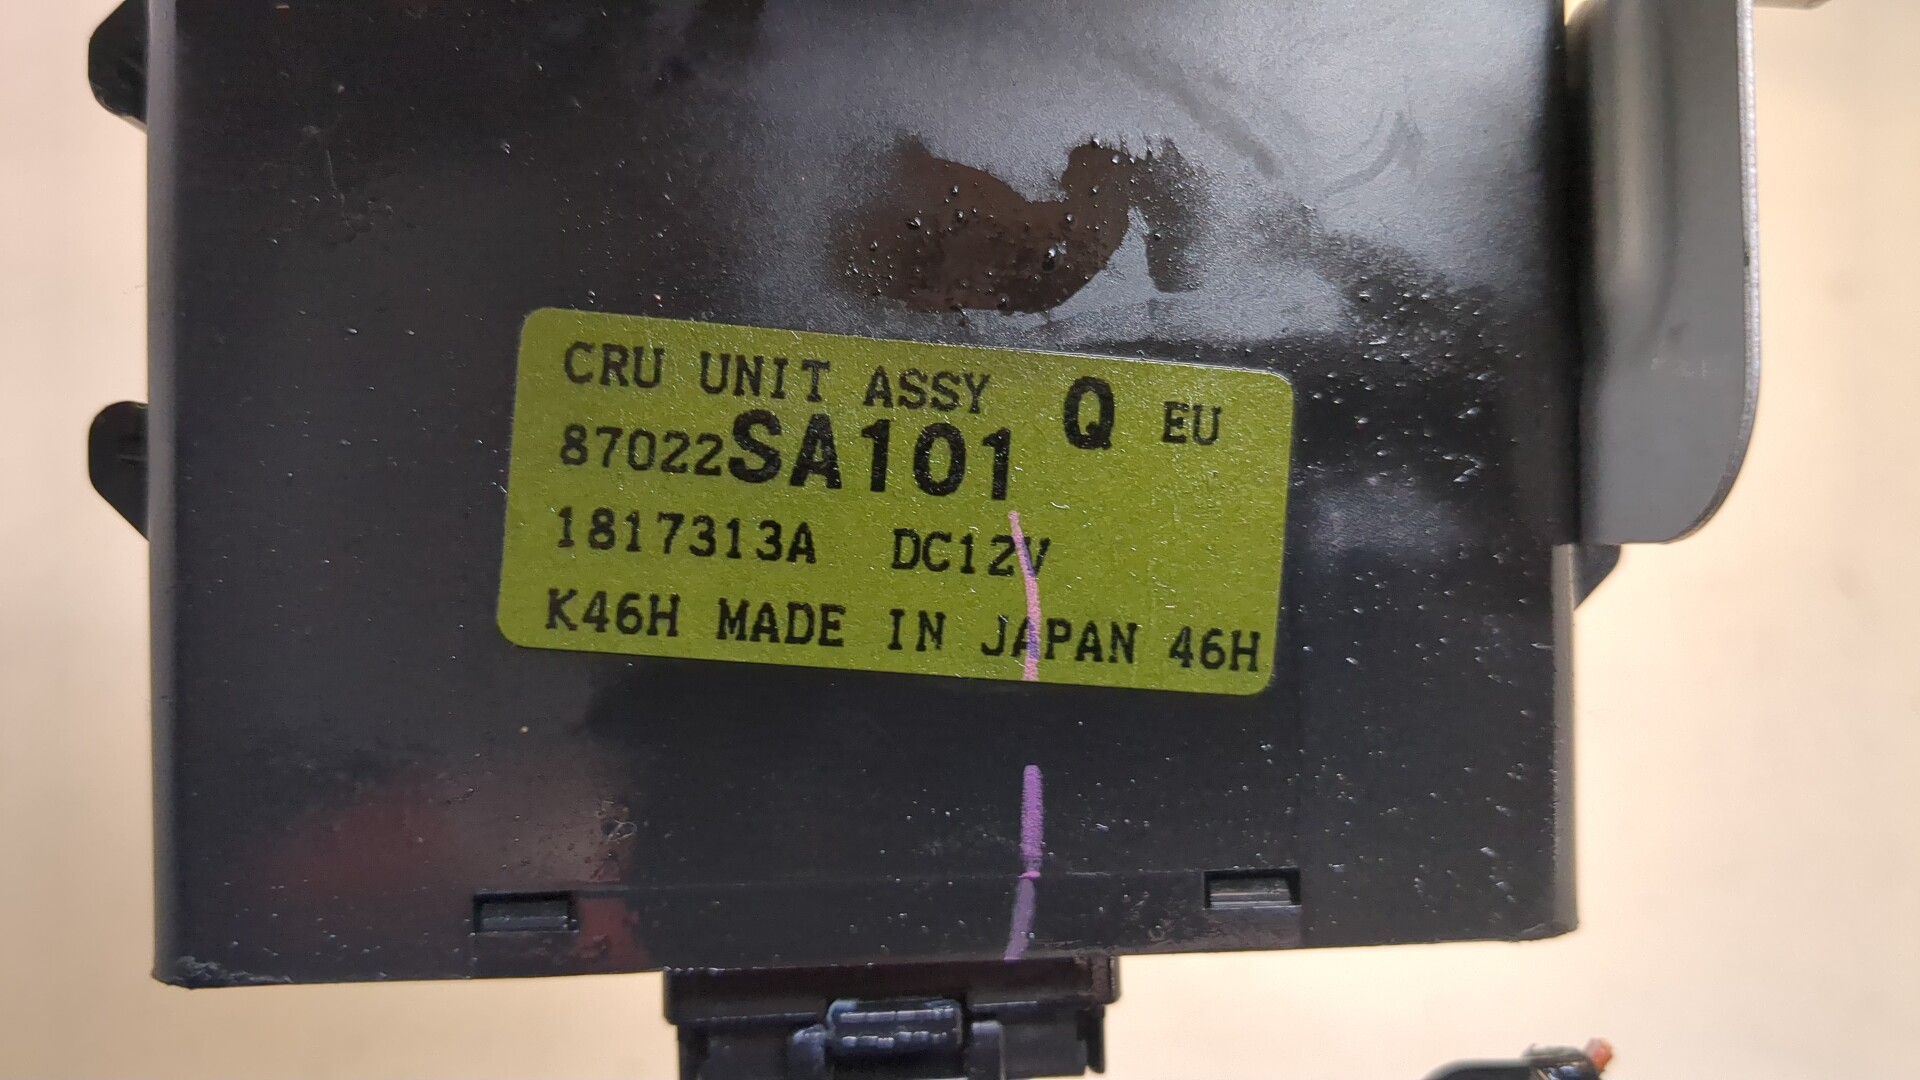 CRU UNIT ASSY Q EU
87022SA101
1817313A DC12V
K46H MADE IN JAPAN 46H